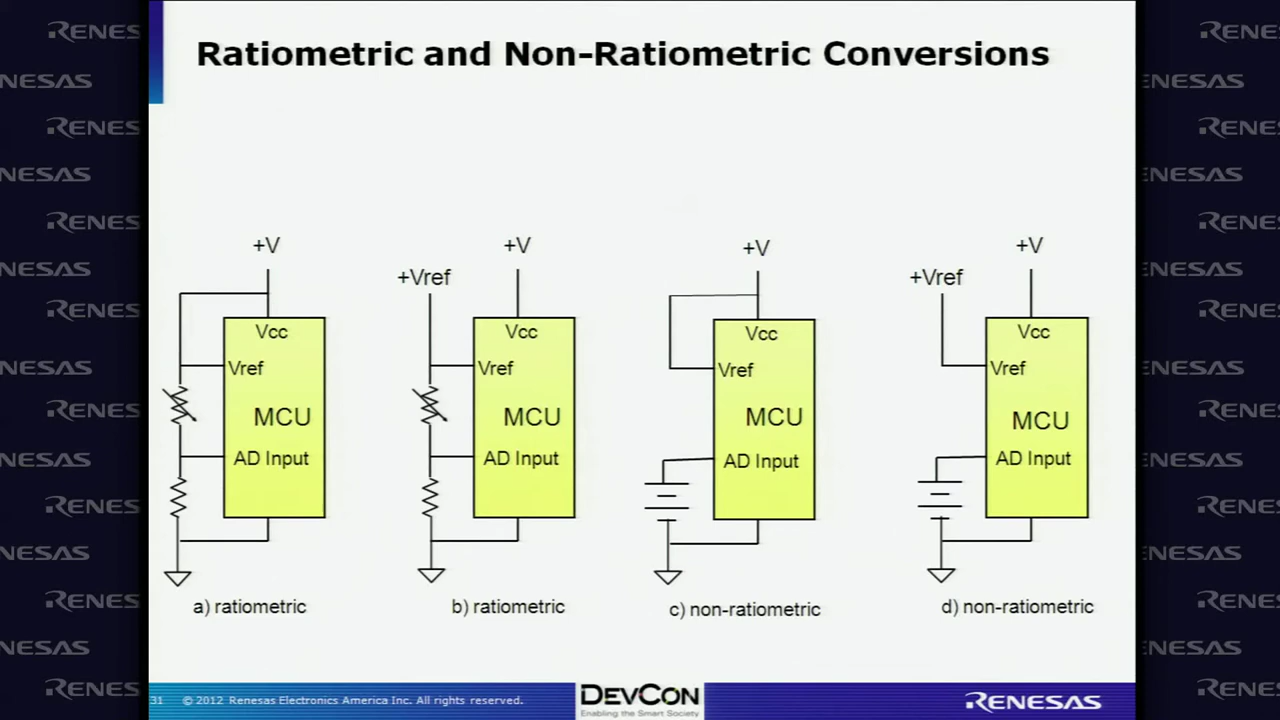 Ratiometric and Non-Ratiometric Conversions
+V
+Vref
Vcc
Vref
MCU
AD Input
a) ratiometric
+V
Vcc
Vref
MCU
AD Input
b) ratiometric
+V
Vcc
Vref
MCU
AD Input
c) non-ratiometric
+V
+Vref
Vcc
Vref
MCU
AD Input
d) non-ratiometric
31 © 2012 Renesas Electronics America Inc. All rights reserved.
DEVCON
Enabling the Smart Society
RENESAS